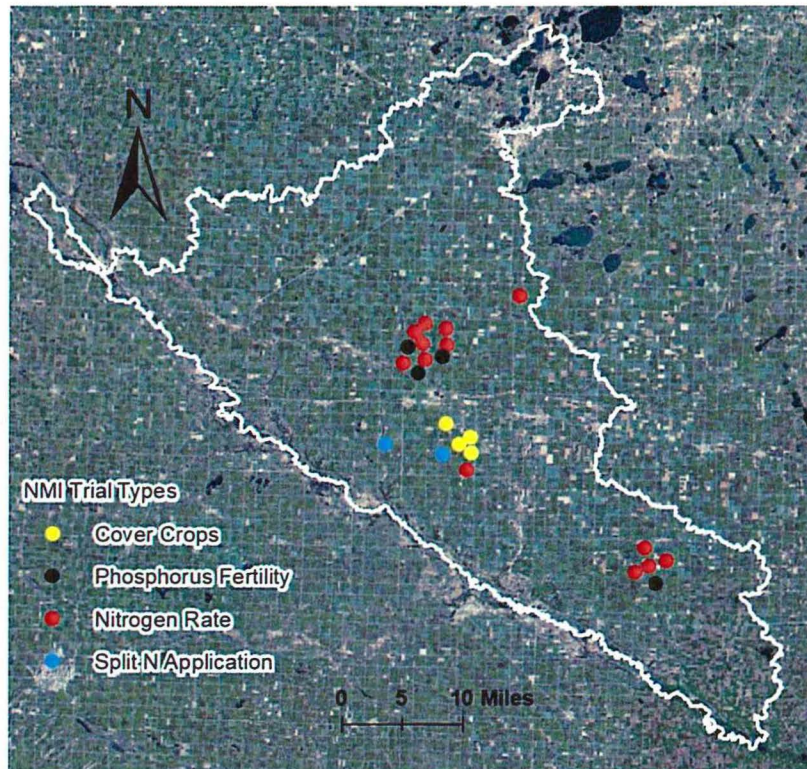 N
NMI Trial Types
Cover Crops
Phosphorus Fertility
Nitrogen Rate
Split N Application
0 5 10 Miles